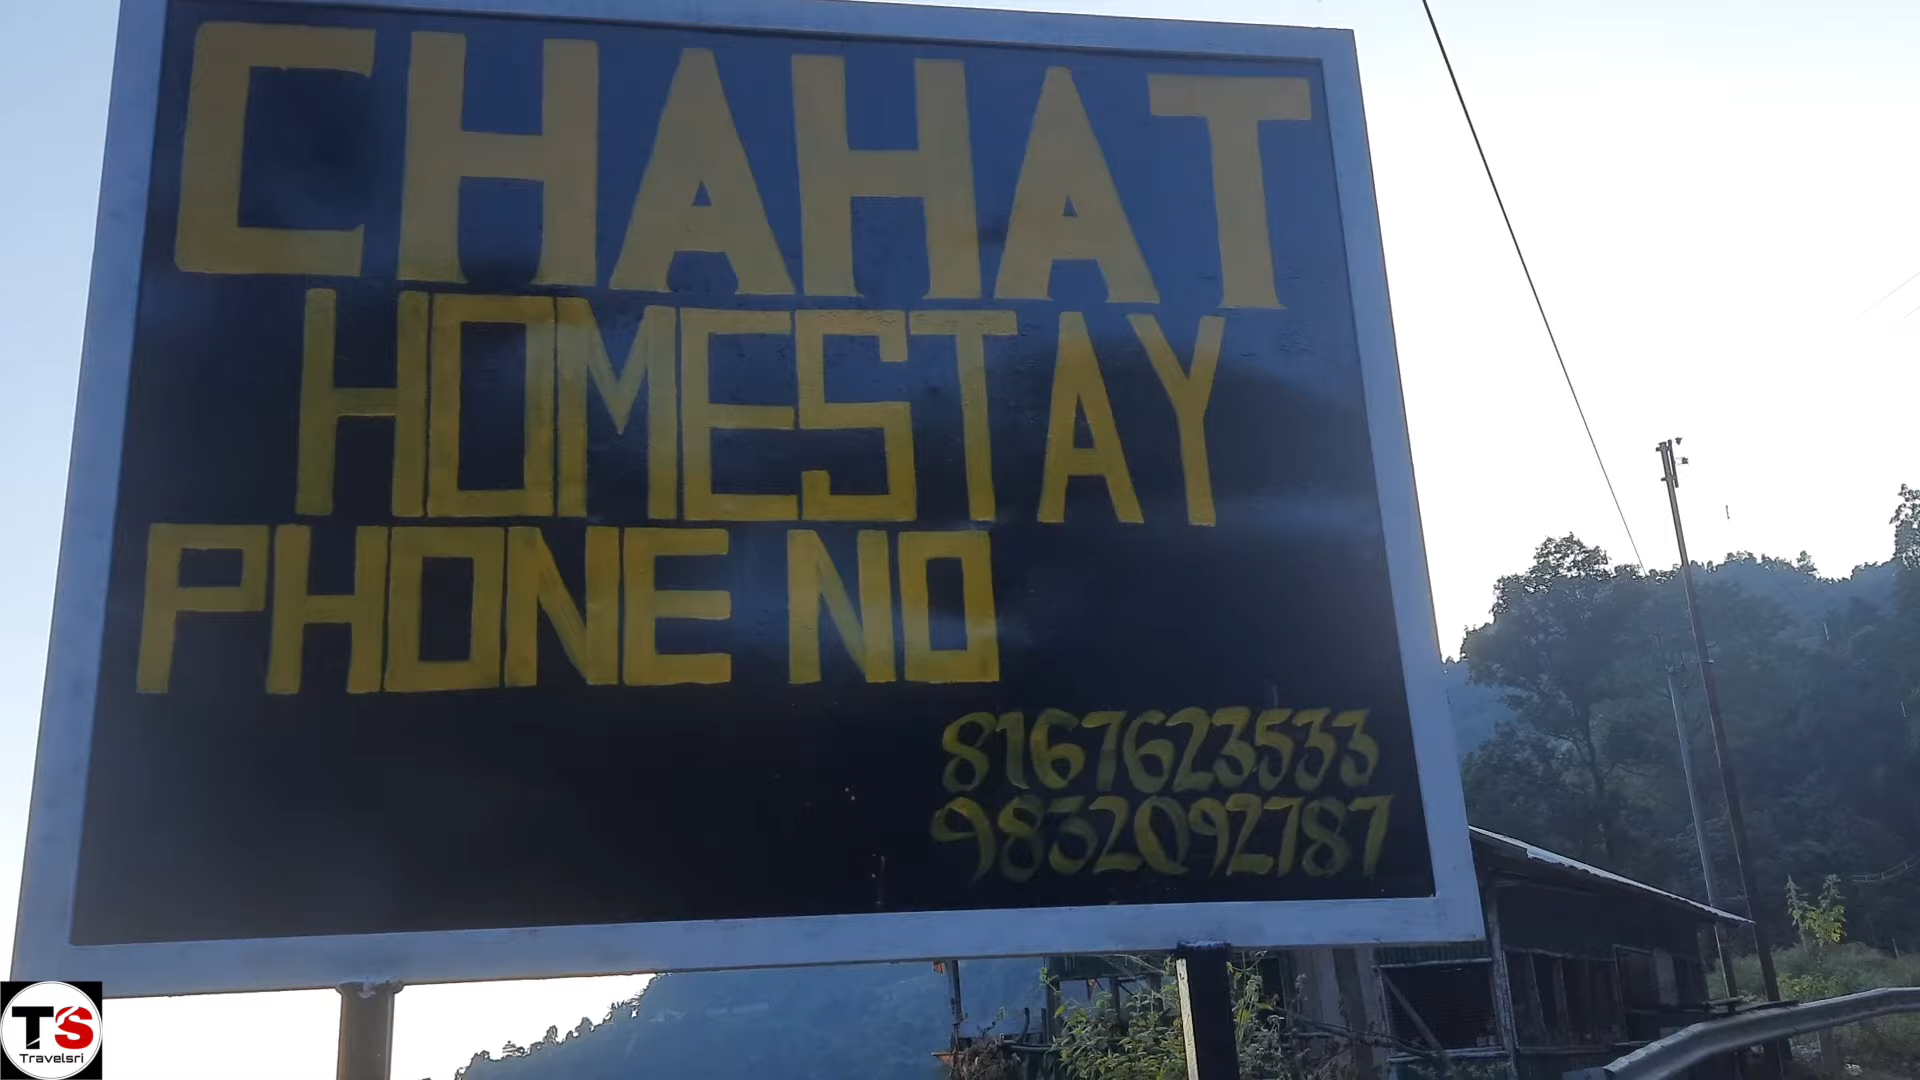 CHAHAT
HOMESTAY
PHONE NO
8167623533
9832092787
TS
Travelsri